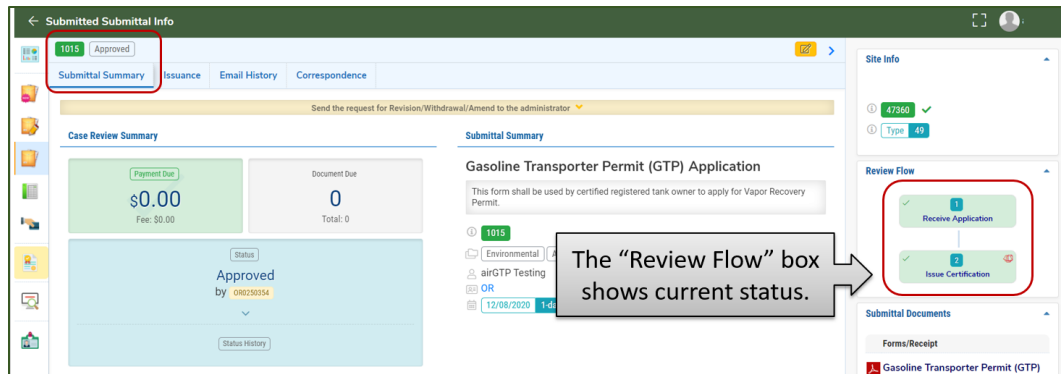 Submitted Submittal Info
1015 Approved
Submittal Summary Issuance Email History Correspondence
Send the request for Revision/Withdrawal/Amend to the administrator
Case Review Summary
Payment Due
$0.00
Fee: $0.00
Document Due
0
Total: 0
Status
Approved
by OR0250354
Status History
Submittal Summary
Gasoline Transporter Permit (GTP) Application
This form shall be used by certified registered tank owner to apply for Vapor Recovery
Permit.
1015
Environmental
airGTP Testing
OR
12/08/2020
The “Review Flow” box
shows current status.
Site Info
47360
Type 49
Review Flow
1
Receive Application
2
Issue Certification
Submittal Documents
Forms/Receipt
Gasoline Transporter Permit (GTP)